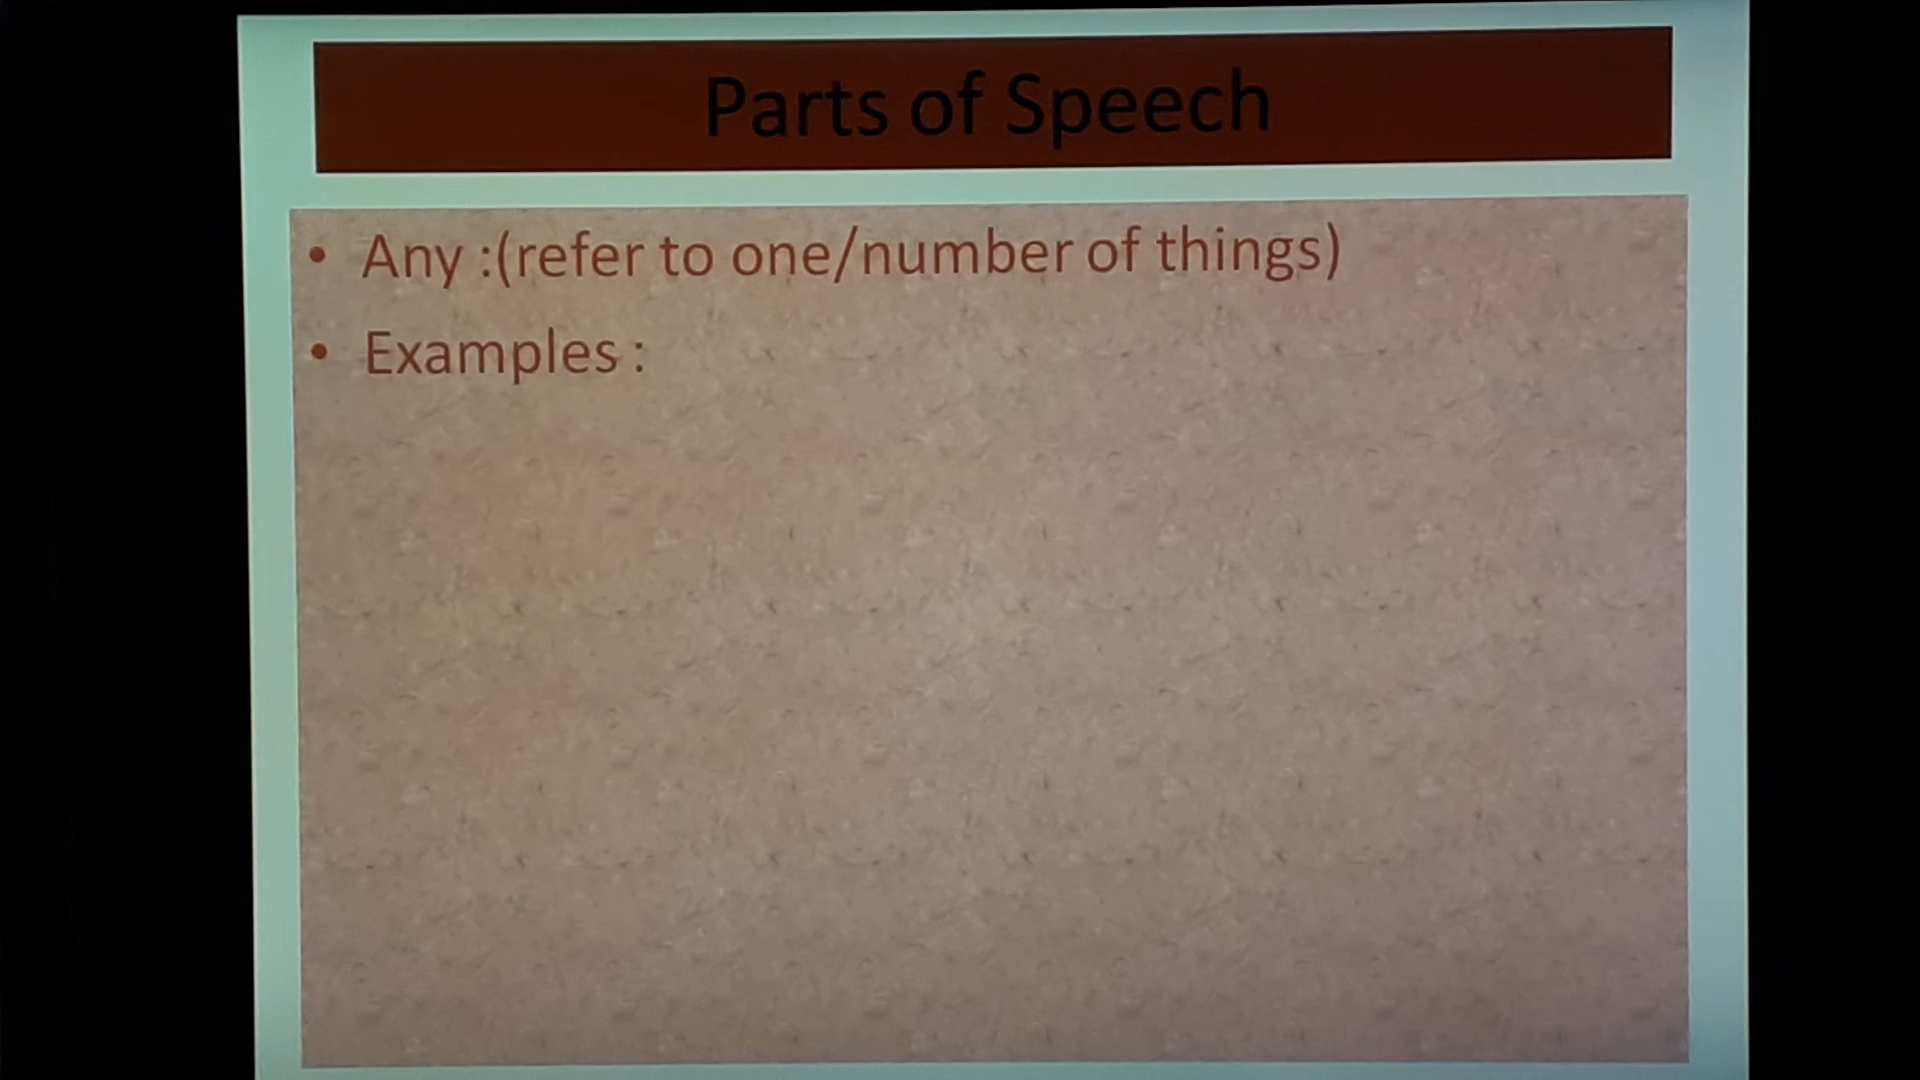 Parts of Speech
• Any :(refer to one/number of things)
• Examples :